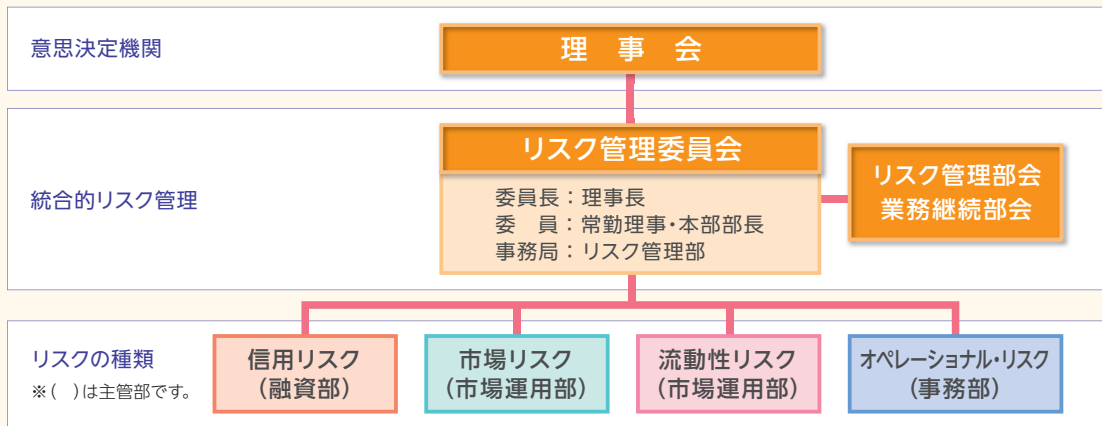 意思決定機関
理 事 会
統合的リスク管理
リスク管理委員会
委員長：理事長
委　員：常勤理事・本部部長
事務局：リスク管理部
リスク管理部会
業務継続部会
リスクの種類
※(　)は主管部です。
信用リスク
(融資部)
市場リスク
(市場運用部)
流動性リスク
(市場運用部)
オペレーショナル・リスク
(事務部)